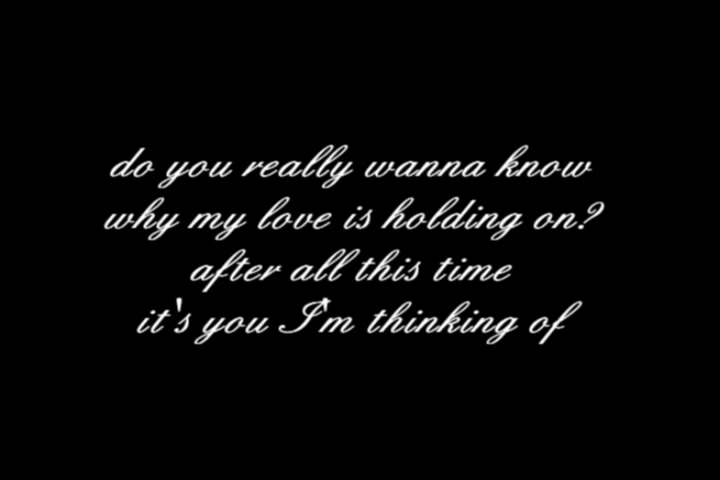 do you really wanna know
why my love is holding on?
after all this time
it's you I'm thinking of